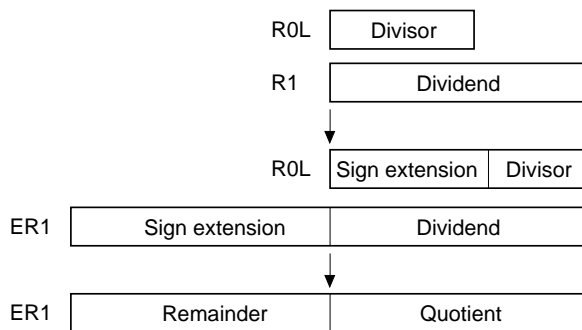 R0L Divisor
R1 Dividend
R0L Sign extension Divisor
ER1 Sign extension Dividend
ER1 Remainder Quotient